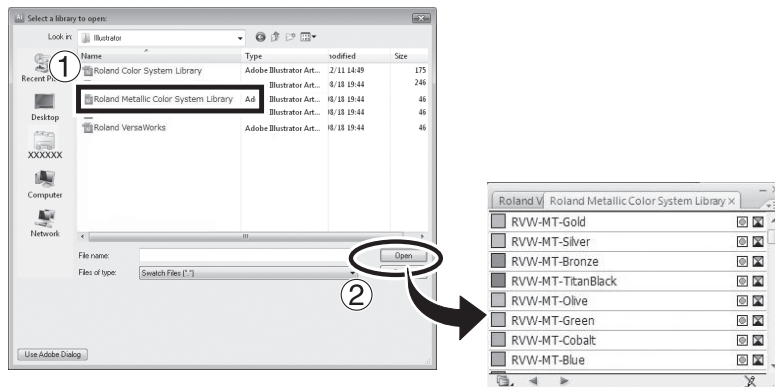 Select a library to open:
Look in: Illustrator
Name Type Size
Roland Color System Library Adobe Illustrator Art... 2/11 14:49 175
Illustrator Art... 8/18 19:44 246
Roland Metallic Color System Library Illustrator Art... 8/18 19:44 46
Illustrator Art... 8/18 19:44 46
Roland VersaWorks Adobe Illustrator Art... 8/18 19:44 46
1
Desktop
XXXXXX
Computer
Network
File name: Open
Files of type: Swatch Files (*.*)
2
Use Adobe Dialog
Roland V Roland Metallic Color System Library ×
RVW-MT-Gold
RVW-MT-Silver
RVW-MT-Bronze
RVW-MT-TitanBlack
RVW-MT-Olive
RVW-MT-Green
RVW-MT-Cobalt
RVW-MT-Blue